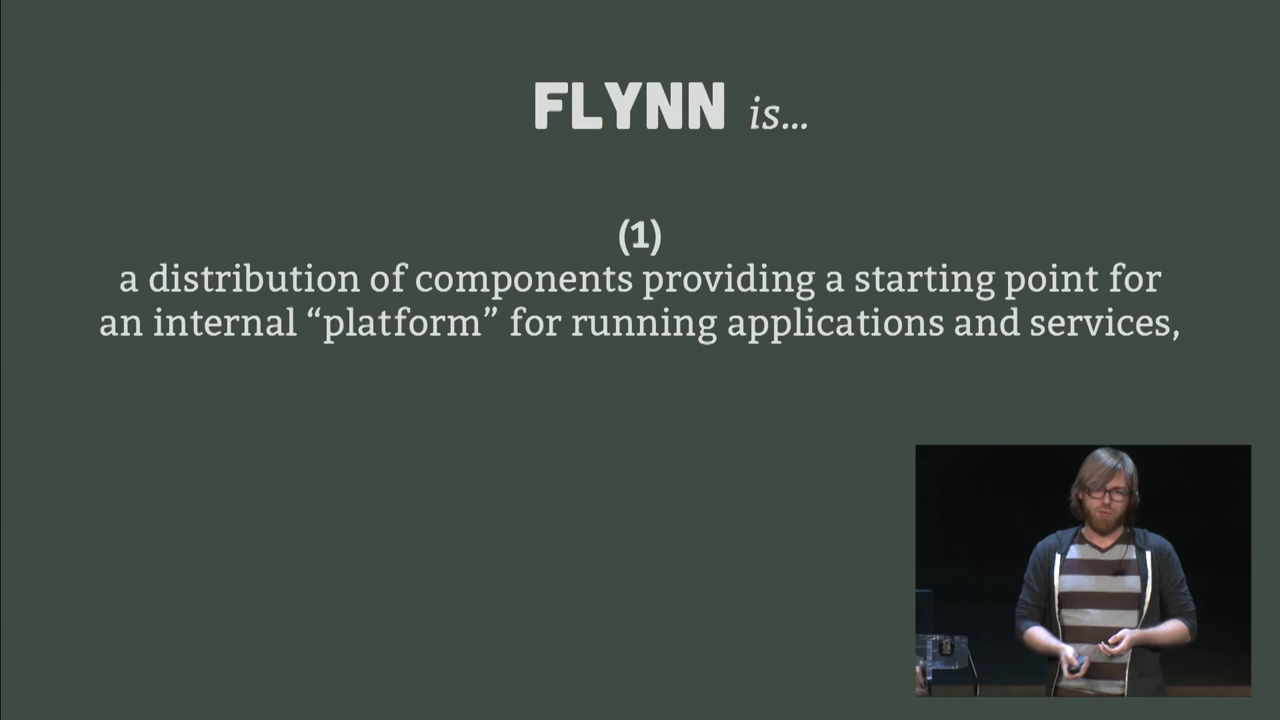 FLYNN is...
(1)
a distribution of components providing a starting point for
an internal “platform” for running applications and services,